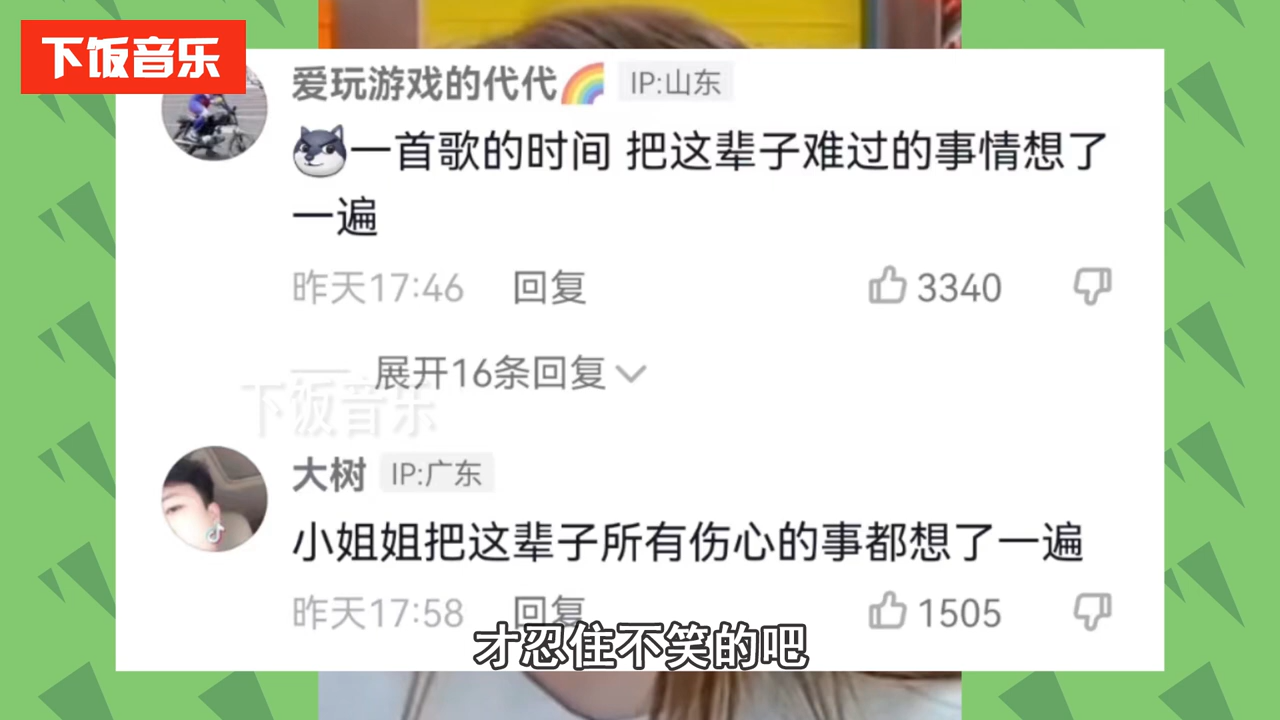 下饭音乐
爱玩游戏的代代🌈 IP:山东
一首歌的时间 把这辈子难过的事情想了
一遍
昨天17:46 回复 3340
展开16条回复
下饭音乐
大树 IP:广东
小姐姐把这辈子所有伤心的事都想了一遍
昨天17:58 回复 1505
才忍住不笑的吧